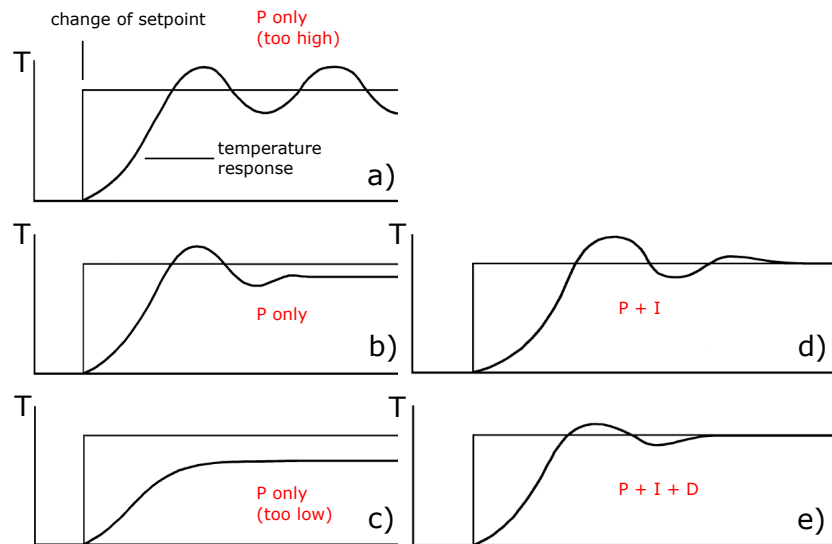 change of setpoint
P only
(too high)
T
temperature
response
a)
T
P only
b)
T
P + I
d)
T
P only
(too low)
c)
T
P + I + D
e)